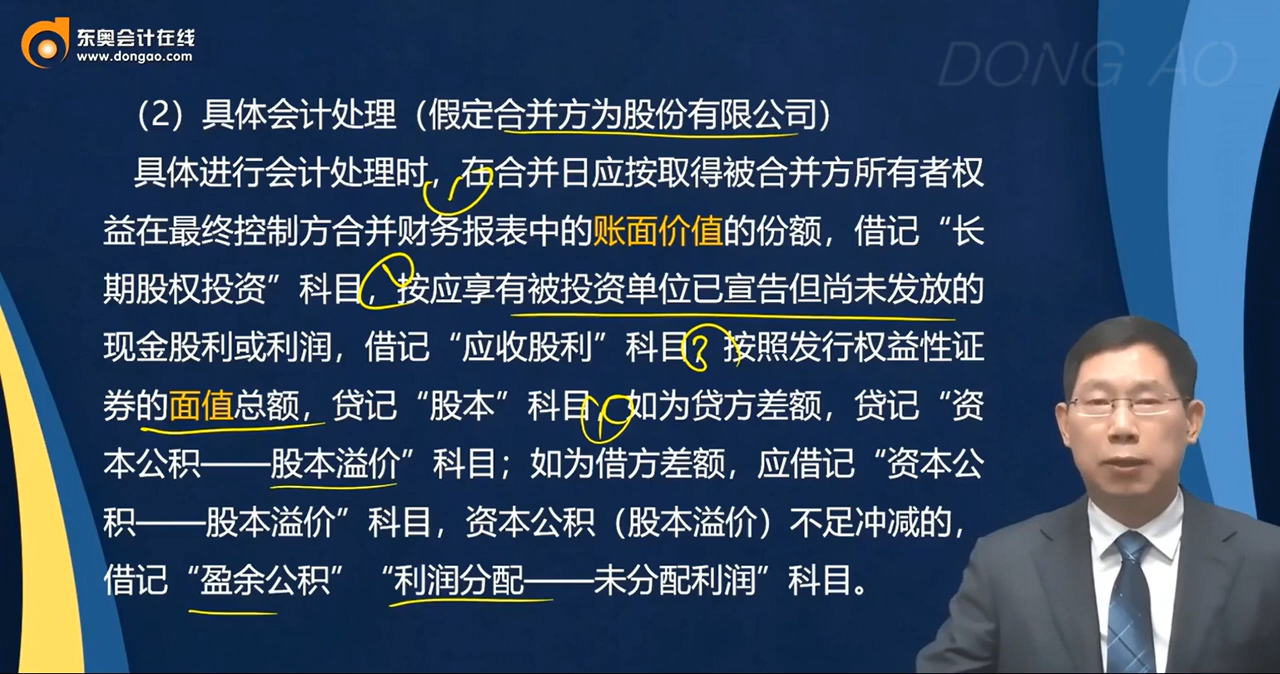 东奥会计在线
www.dongao.com
DONG AO
（2）具体会计处理（假定合并方为股份有限公司）
具体进行会计处理时，在合并日应按取得被合并方所有者权
益在最终控制方合并财务报表中的账面价值的份额，借记“长
期股权投资”科目，按应享有被投资单位已宣告但尚未发放的
现金股利或利润，借记“应收股利”科目，按照发行权益性证
券的面值总额，贷记“股本”科目，如为贷方差额，贷记“资
本公积——股本溢价”科目；如为借方差额，应借记“资本公
积——股本溢价”科目，资本公积（股本溢价）不足冲减的，
借记“盈余公积”“利润分配——未分配利润”科目。